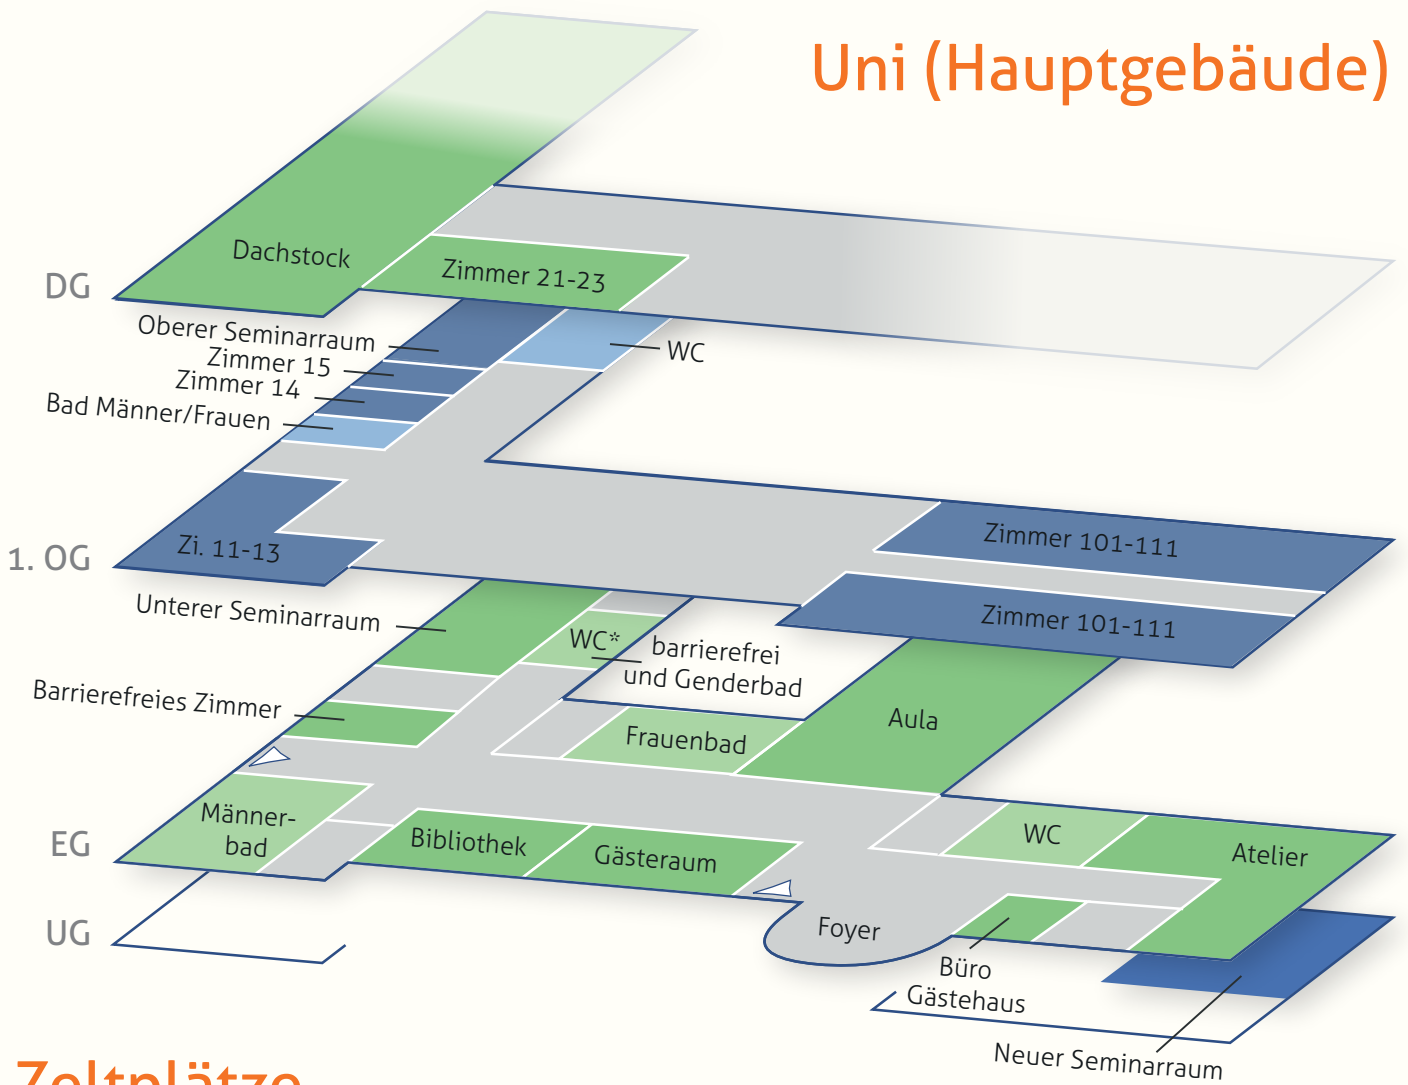 Uni (Hauptgebäude)
Dachstock
Zimmer 21-23
DG
Oberer Seminarraum
Zimmer 15
Zimmer 14
Bad Männer/Frauen
WC
Zimmer 101-111
Zi. 11-13
1. OG
Zimmer 101-111
Unterer Seminarraum
WC*
barrierefrei
und Genderbad
Barrierefreies Zimmer
Aula
Frauenbad
Männer-
bad
Bibliothek
Gästeraum
WC
Atelier
EG
Foyer
UG
Büro
Gästehaus
Neuer Seminarraum
Zeltplätze